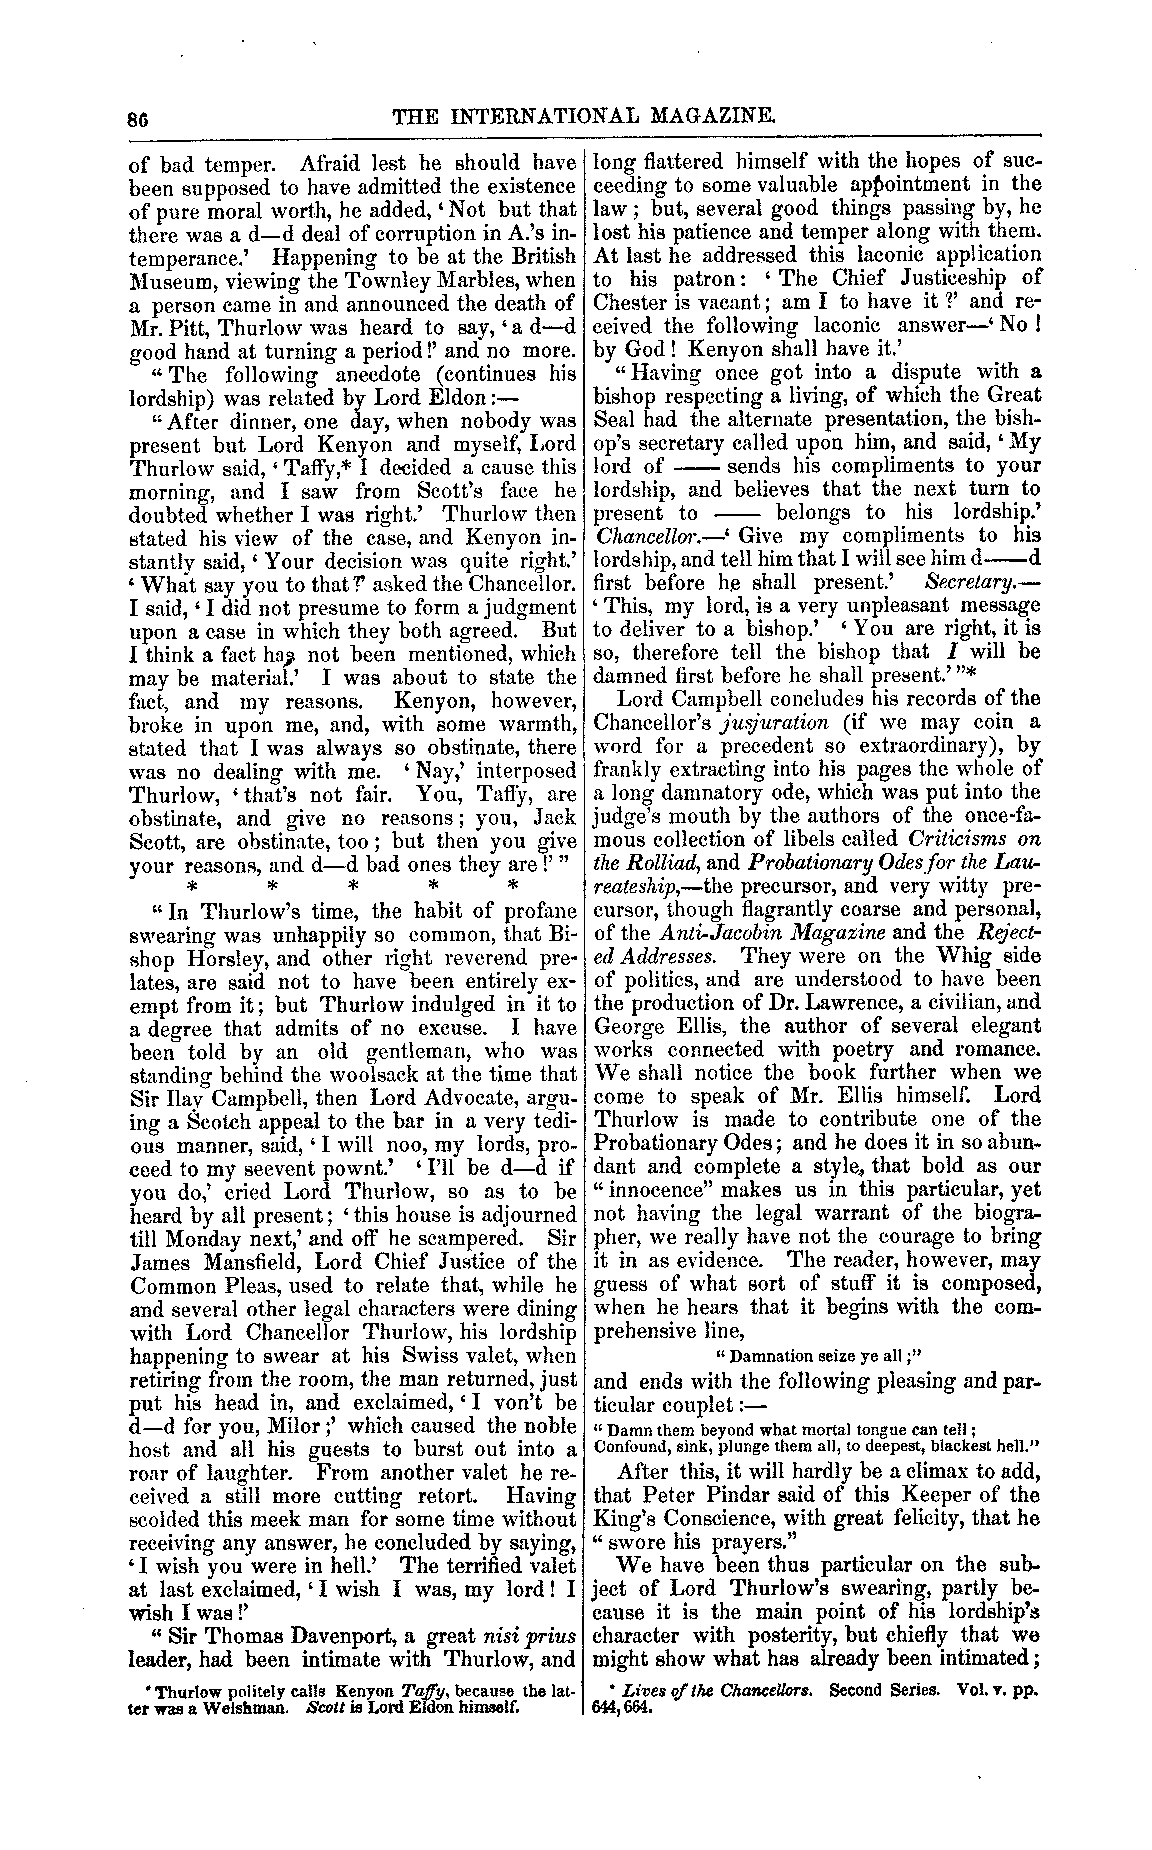 86
THE INTERNATIONAL MAGAZINE.
of bad temper. Afraid lest he should have
been supposed to have admitted the existence
of pure moral worth, he added, ‘Not but that
there was a d—d deal of corruption in A.'s in-
temperance.’ Happening to be at the British
Museum, viewing the Townley Marbles, when
a person came in and announced the death of
Mr. Pitt, Thurlow was heard to say, ‘a d—d
good hand at turning a period!’ and no more.
“The following anecdote (continues his
lordship) was related by Lord Eldon:—
“After dinner, one day, when nobody was
present but Lord Kenyon and myself, Lord
Thurlow said, ‘Taffy,* I decided a cause this
morning, and I saw from Scott's face he
doubted whether I was right.’ Thurlow then
stated his view of the case, and Kenyon in-
stantly said, ‘Your decision was quite right.’
‘What say you to that?’ asked the Chancellor.
I said, ‘I did not presume to form a judgment
upon a case in which they both agreed. But
I think a fact has not been mentioned, which
may be material.’ I was about to state the
fact, and my reasons. Kenyon, however,
broke in upon me, and, with some warmth,
stated that I was always so obstinate, there
was no dealing with me. ‘Nay,’ interposed
Thurlow, ‘that's not fair. You, Taffy, are
obstinate, and give no reasons; you, Jack
Scott, are obstinate, too; but then you give
your reasons, and d—d bad ones they are!’”
* * * * *
“In Thurlow's time, the habit of profane
swearing was unhappily so common, that Bi-
shop Horsley, and other right reverend pre-
lates, are said not to have been entirely ex-
empt from it; but Thurlow indulged in it to
a degree that admits of no excuse. I have
been told by an old gentleman, who was
standing behind the woolsack at the time that
Sir Ilay Campbell, then Lord Advocate, argu-
ing a Scotch appeal to the bar in a very tedi-
ous manner, said, ‘I will noo, my lords, pro-
ceed to my seevent pownt.’ ‘I'll be d—d if
you do,’ cried Lord Thurlow, so as to be
heard by all present; ‘this house is adjourned
till Monday next,’ and off he scampered. Sir
James Mansfield, Lord Chief Justice of the
Common Pleas, used to relate that, while he
and several other legal characters were dining
with Lord Chancellor Thurlow, his lordship
happening to swear at his Swiss valet, when
retiring from the room, the man returned, just
put his head in, and exclaimed, ‘I von't be
d—d for you, Milor;’ which caused the noble
host and all his guests to burst out into a
roar of laughter. From another valet he re-
ceived a still more cutting retort. Having
scolded this meek man for some time without
receiving any answer, he concluded by saying,
‘I wish you were in hell.’ The terrified valet
at last exclaimed, ‘I wish I was, my lord! I
wish I was!’
“Sir Thomas Davenport, a great nisi prius
leader, had been intimate with Thurlow, and
* Thurlow politely calls Kenyon Taffy, because the lat-
ter was a Welshman. Scott is Lord Eldon himself.
long flattered himself with the hopes of suc-
ceeding to some valuable appointment in the
law; but, several good things passing by, he
lost his patience and temper along with them.
At last he addressed this laconic application
to his patron: ‘The Chief Justiceship of
Chester is vacant; am I to have it?’ and re-
ceived the following laconic answer—‘No!
by God! Kenyon shall have it.’
“Having once got into a dispute with a
bishop respecting a living, of which the Great
Seal had the alternate presentation, the bish-
op's secretary called upon him, and said, ‘My
lord of —— sends his compliments to your
lordship, and believes that the next turn to
present to —— belongs to his lordship.’
Chancellor.—‘Give my compliments to his
lordship, and tell him that I will see him d——d
first before he shall present.’ Secretary.—
‘This, my lord, is a very unpleasant message
to deliver to a bishop.’ ‘You are right, it is
so, therefore tell the bishop that I will be
damned first before he shall present.’”*
Lord Campbell concludes his records of the
Chancellor's jusjuration (if we may coin a
word for a precedent so extraordinary), by
frankly extracting into his pages the whole of
a long damnatory ode, which was put into the
judge's mouth by the authors of the once-fa-
mous collection of libels called Criticisms on
the Rolliad, and Probationary Odes for the Lau-
reateship,—the precursor, and very witty pre-
cursor, though flagrantly coarse and personal,
of the Anti-Jacobin Magazine and the Reject-
ed Addresses. They were on the Whig side
of politics, and are understood to have been
the production of Dr. Lawrence, a civilian, and
George Ellis, the author of several elegant
works connected with poetry and romance.
We shall notice the book further when we
come to speak of Mr. Ellis himself. Lord
Thurlow is made to contribute one of the
Probationary Odes; and he does it in so abun-
dant and complete a style, that bold as our
“innocence” makes us in this particular, yet
not having the legal warrant of the biogra-
pher, we really have not the courage to bring
it in as evidence. The reader, however, may
guess of what sort of stuff it is composed,
when he hears that it begins with the com-
prehensive line,
“Damnation seize ye all;”
and ends with the following pleasing and par-
ticular couplet:—
“Damn them beyond what mortal tongue can tell;
Confound, sink, plunge them all, to deepest, blackest hell.”
After this, it will hardly be a climax to add,
that Peter Pindar said of this Keeper of the
King's Conscience, with great felicity, that he
“swore his prayers.”
We have been thus particular on the sub-
ject of Lord Thurlow's swearing, partly be-
cause it is the main point of his lordship's
character with posterity, but chiefly that we
might show what has already been intimated;
* Lives of the Chancellors. Second Series. Vol. v. pp.
644, 664.